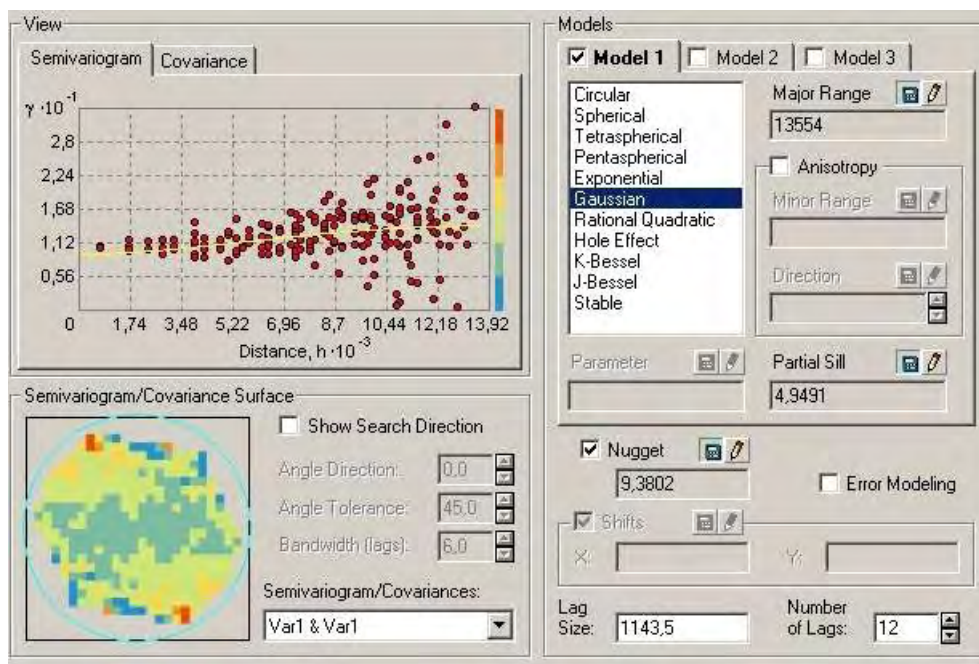 View
Semivariogram Covariance
γ ·10 -1
2,8
2,24
1,68
1,12
0,56
0 1,74 3,48 5,22 6,96 8,7 10,44 12,18 13,92
Distance, h ·10 -3
Semivariogram/Covariance Surface
Show Search Direction
Angle Direction: 0,0
Angle Tolerance: 45,0
Bandwidth (lags): 6,0
Semivariogram/Covariances:
Var1 & Var1
Models
Model 1 Model 2 Model 3
Circular
Spherical
Tetraspherical
Pentaspherical
Exponential
Gaussian
Rational Quadratic
Hole Effect
K-Bessel
J-Bessel
Stable
Major Range
13554
Anisotropy
Minor Range
Direction
Parameter
Partial Sill
4,9491
Nugget
9,3802
Error Modeling
Shifts
X: Y:
Lag
Size: 1143,5
Number
of Lags: 12